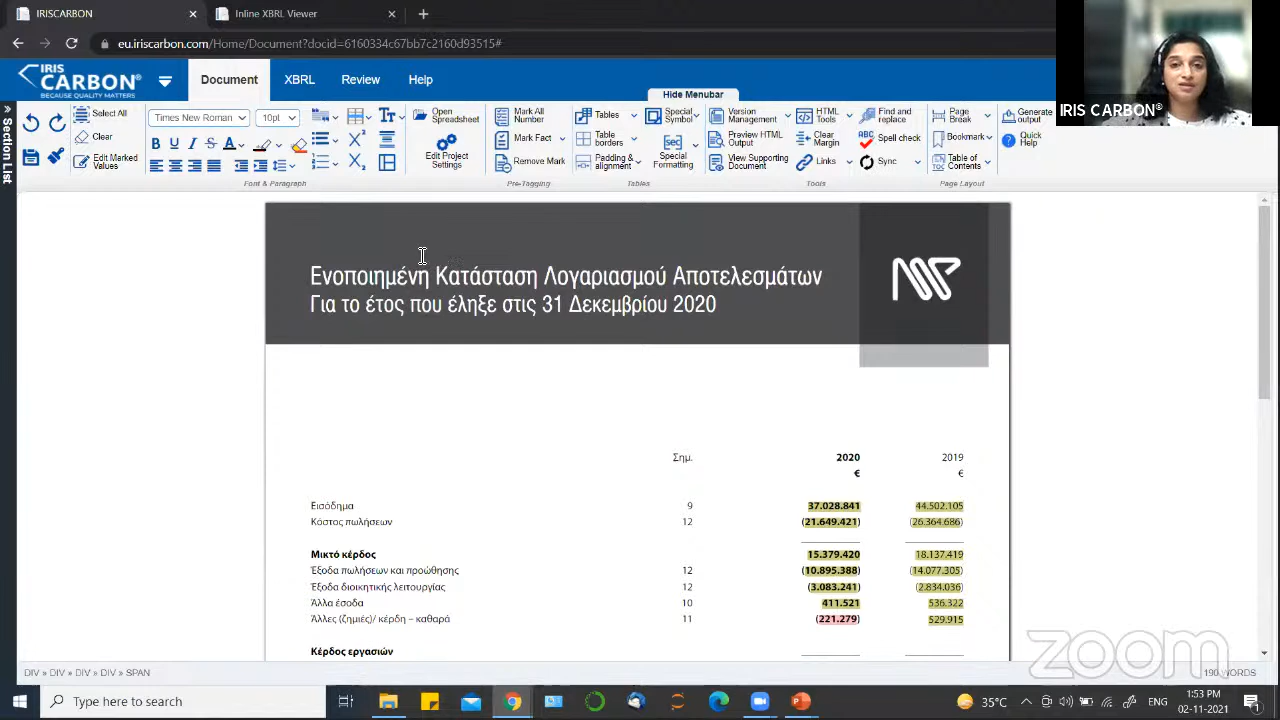 IRISCARBON
Inline XBRL Viewer
eu.iriscarbon.com/Home/Document?docid=6160334c67bb7c2160d93515#
IRIS CARBON®
BECAUSE QUALITY MATTERS
Document XBRL Review Help
Hide Menubar
IRIS CARBON®
Section List
Select All
Clear
Edit Marked
Times New Roman 10pt
Font & Paragraph
Open Spreadsheet
Edit Project Settings
Mark All Number
Mark Fact
Remove Mark
Pre-Tagging
Tables
Table borders
Padding & alignment
Special
Special Formatting
Tables
Version Management
Preview HTML Output
View Supporting Document
HTML Tools
Clear Margin
Links
Find and replace
Spell check
Sync
Tools
Page Break
Bookmark
Table of Contents
Page Layout
Generate Output
Quick Help
Ενοποιημένη Κατάσταση Λογαριασμού Αποτελεσμάτων
Για το έτος που έληξε στις 31 Δεκεμβρίου 2020
Σημ. 2020 2019
€ €
Εισόδημα 9 37.028.841 44.502.105
Κόστος πωλήσεων 12 (21.649.421) (26.364.686)
Μικτό κέρδος 15.379.420 18.137.419
Έξοδα πωλήσεων και προώθησης 12 (10.895.388) (14.077.305)
Έξοδα διοικητικής λειτουργίας 12 (3.083.241) (2.834.036)
Άλλα έσοδα 10 411.521 536.322
Άλλες (ζημιές)/ κέρδη – καθαρά 11 (221.279) 529.915
Κέρδος εργασιών
zoom
DIV » DIV » DIV » DIV » SPAN
190 WORDS
Type here to search
35°C
ENG
1:53 PM
02-11-2021